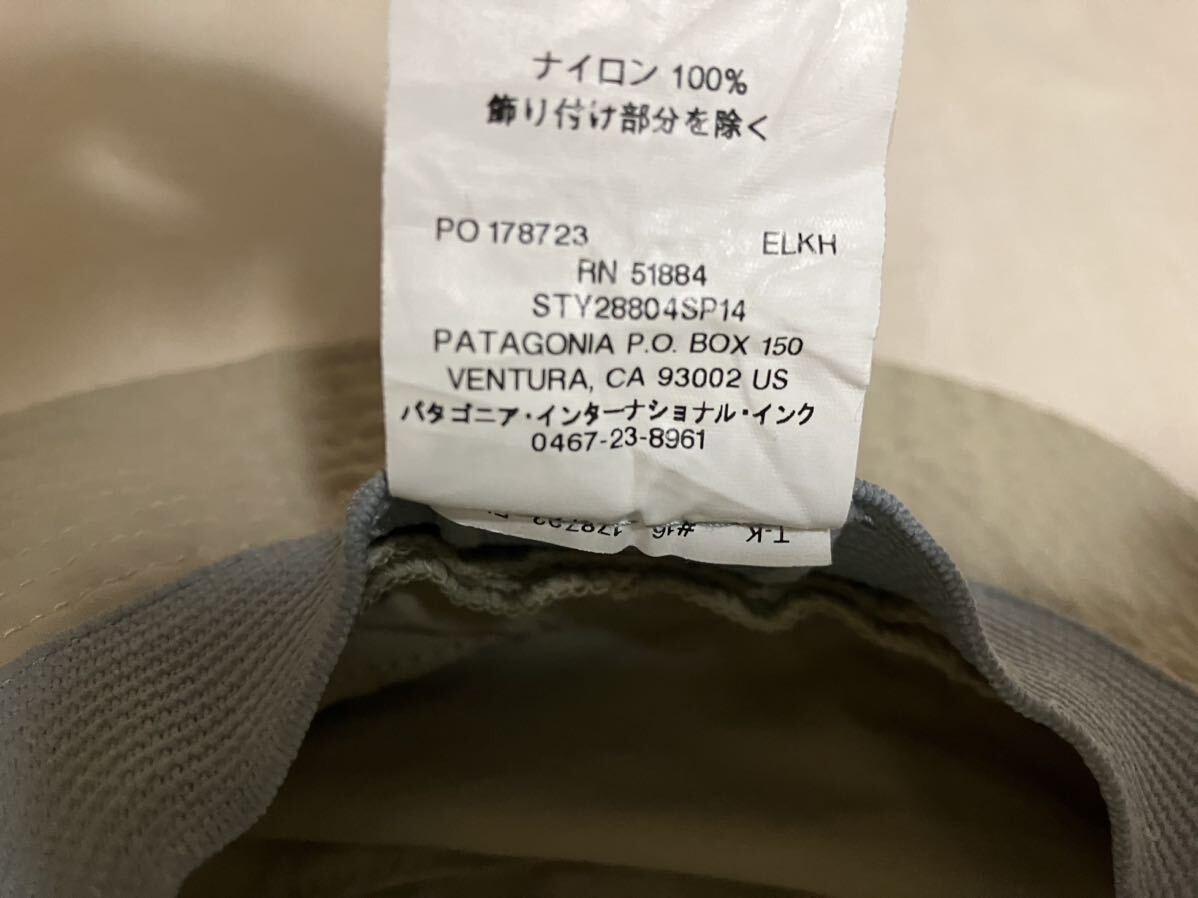 ナイロン 100%
飾り付け部分を除く
PO 178723 ELKH
RN 51884
STY28804SP14
PATAGONIA P.O. BOX 150
VENTURA, CA 93002 US
パタゴニア・インターナショナル・インク
0467-23-8961
T-K #16 178723